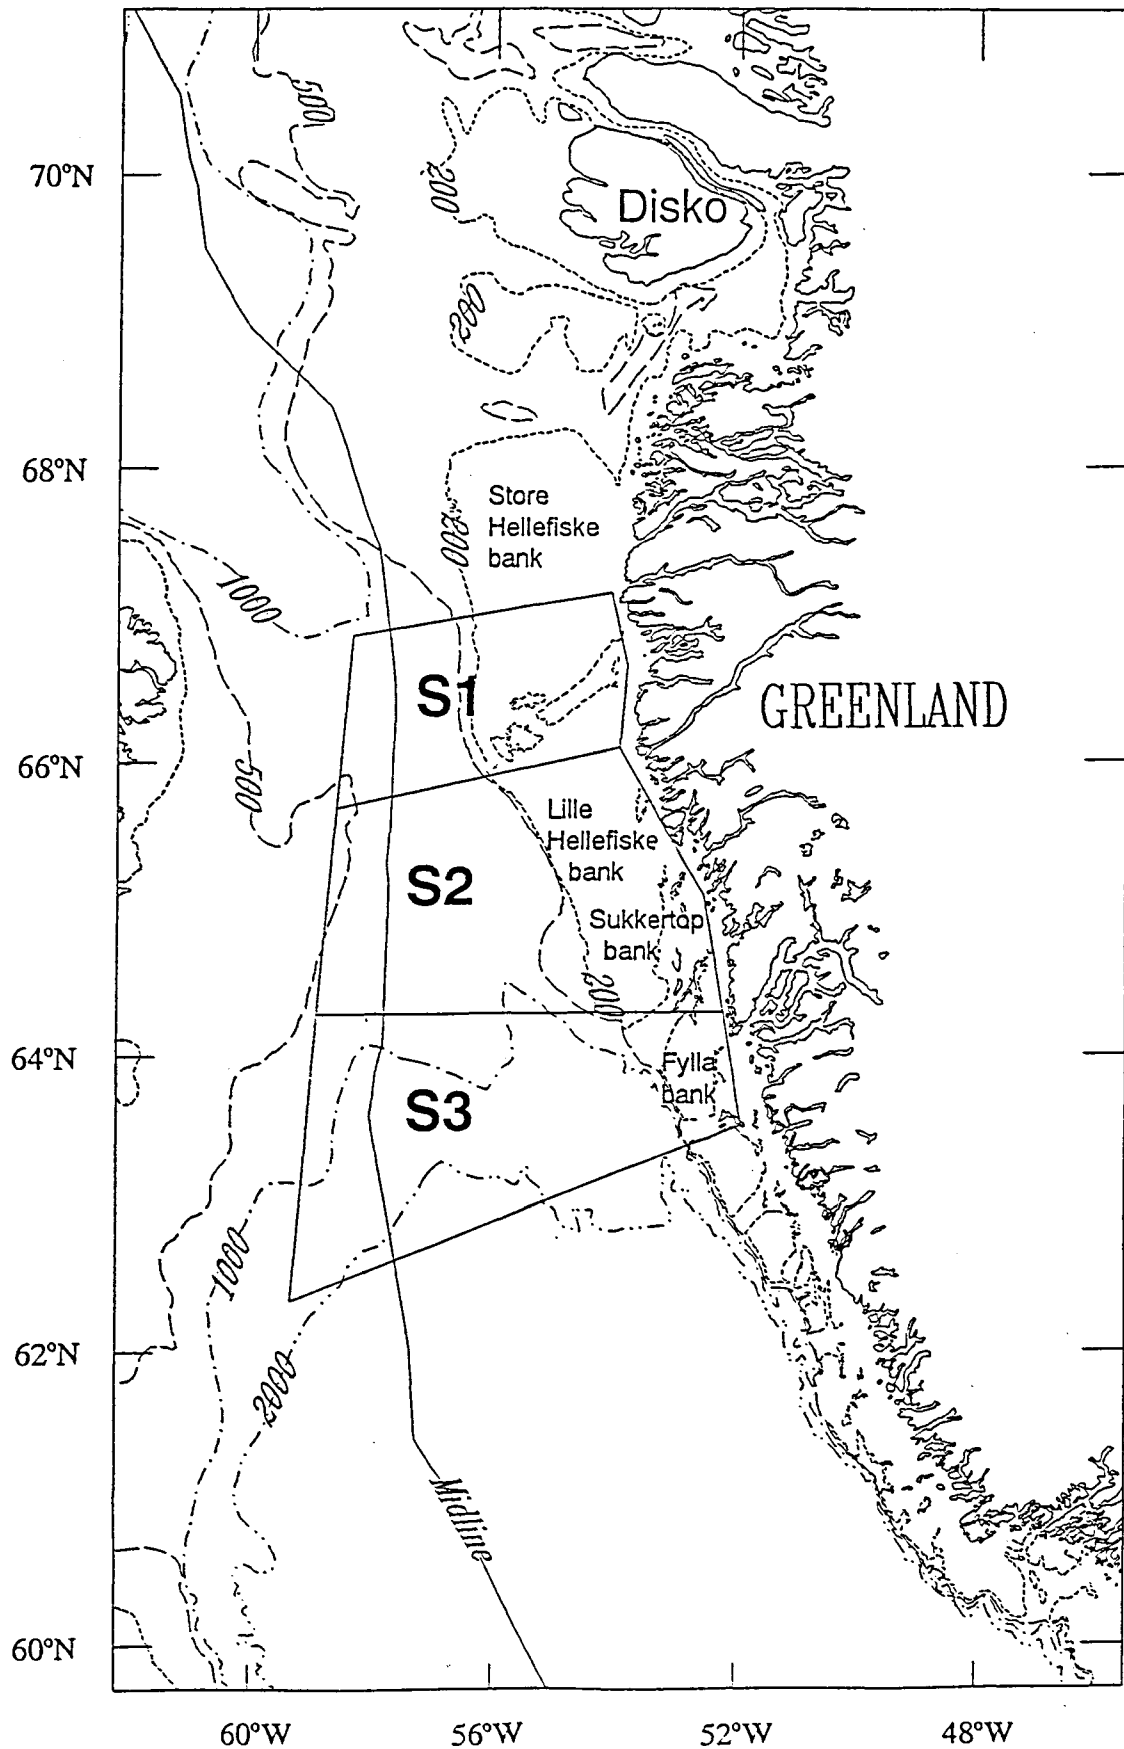 500
70°N
200
Disko
200
68°N
Store
Hellefiske
bank
200
1000
S1
GREENLAND
66°N
500
Lille
Hellefiske
bank
S2
Sukkertop
bank
200
64°N
Fylla
bank
S3
1000
62°N
2000
Midline
60°N
60°W
56°W
52°W
48°W